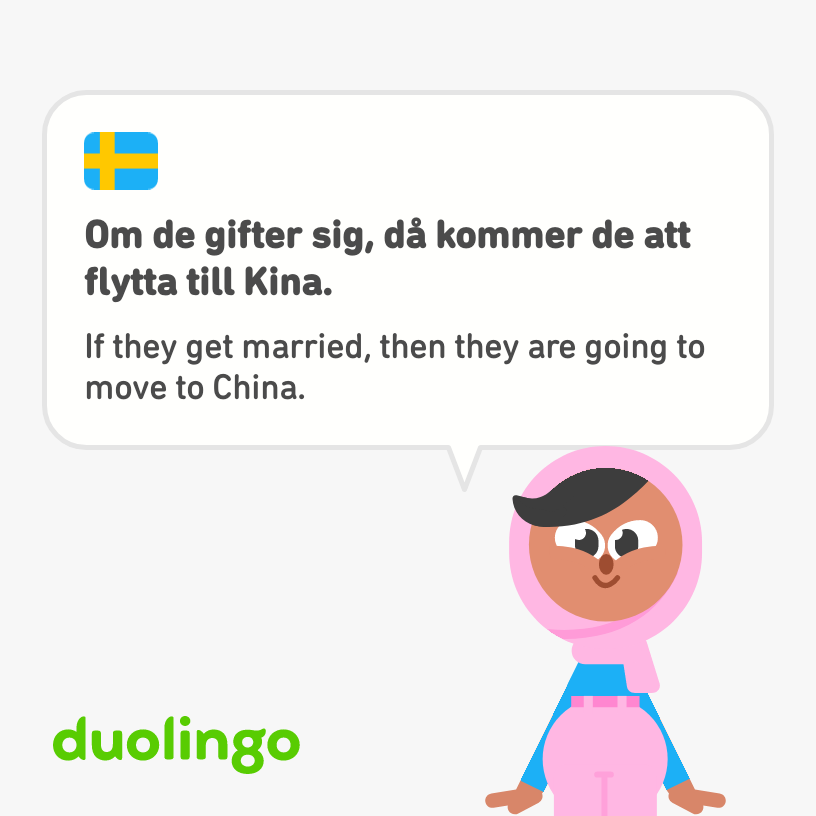 Om de gifter sig, då kommer de att
flytta till Kina.
If they get married, then they are going to
move to China.
duolingo